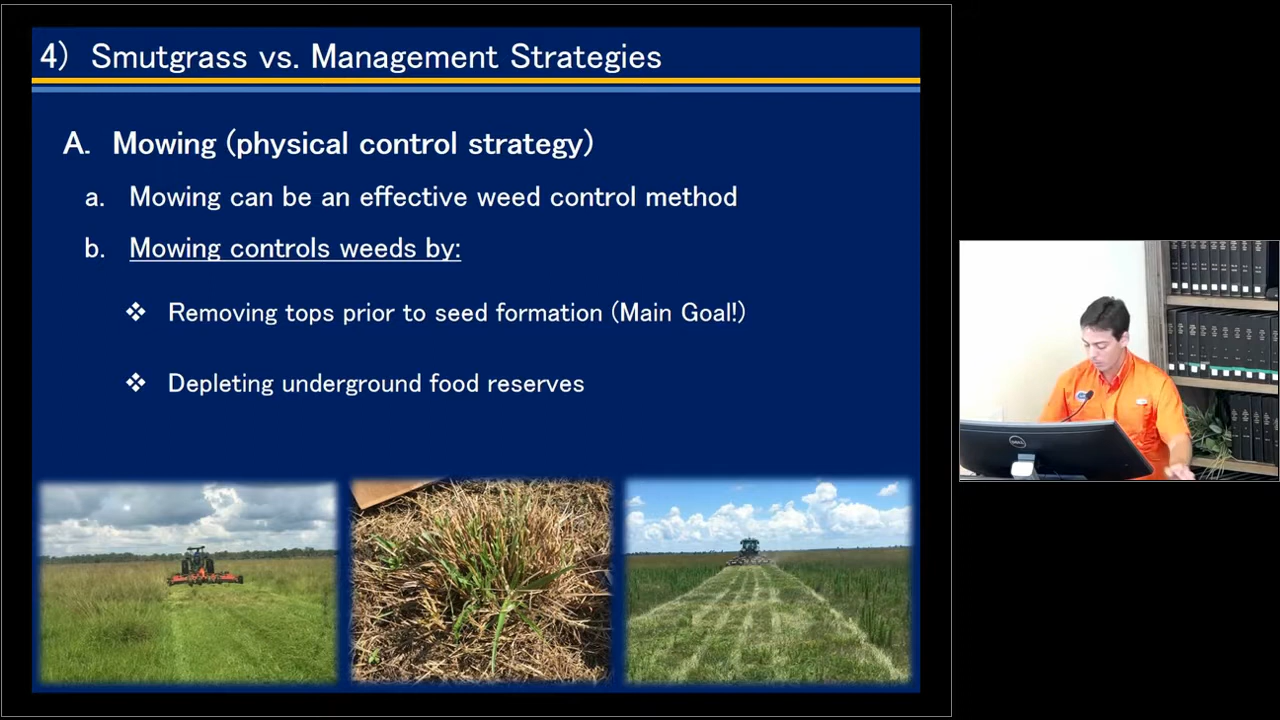 4) Smutgrass vs. Management Strategies
A. Mowing (physical control strategy)
a. Mowing can be an effective weed control method
b. Mowing controls weeds by:
❖ Removing tops prior to seed formation (Main Goal!)
❖ Depleting underground food reserves
DELL